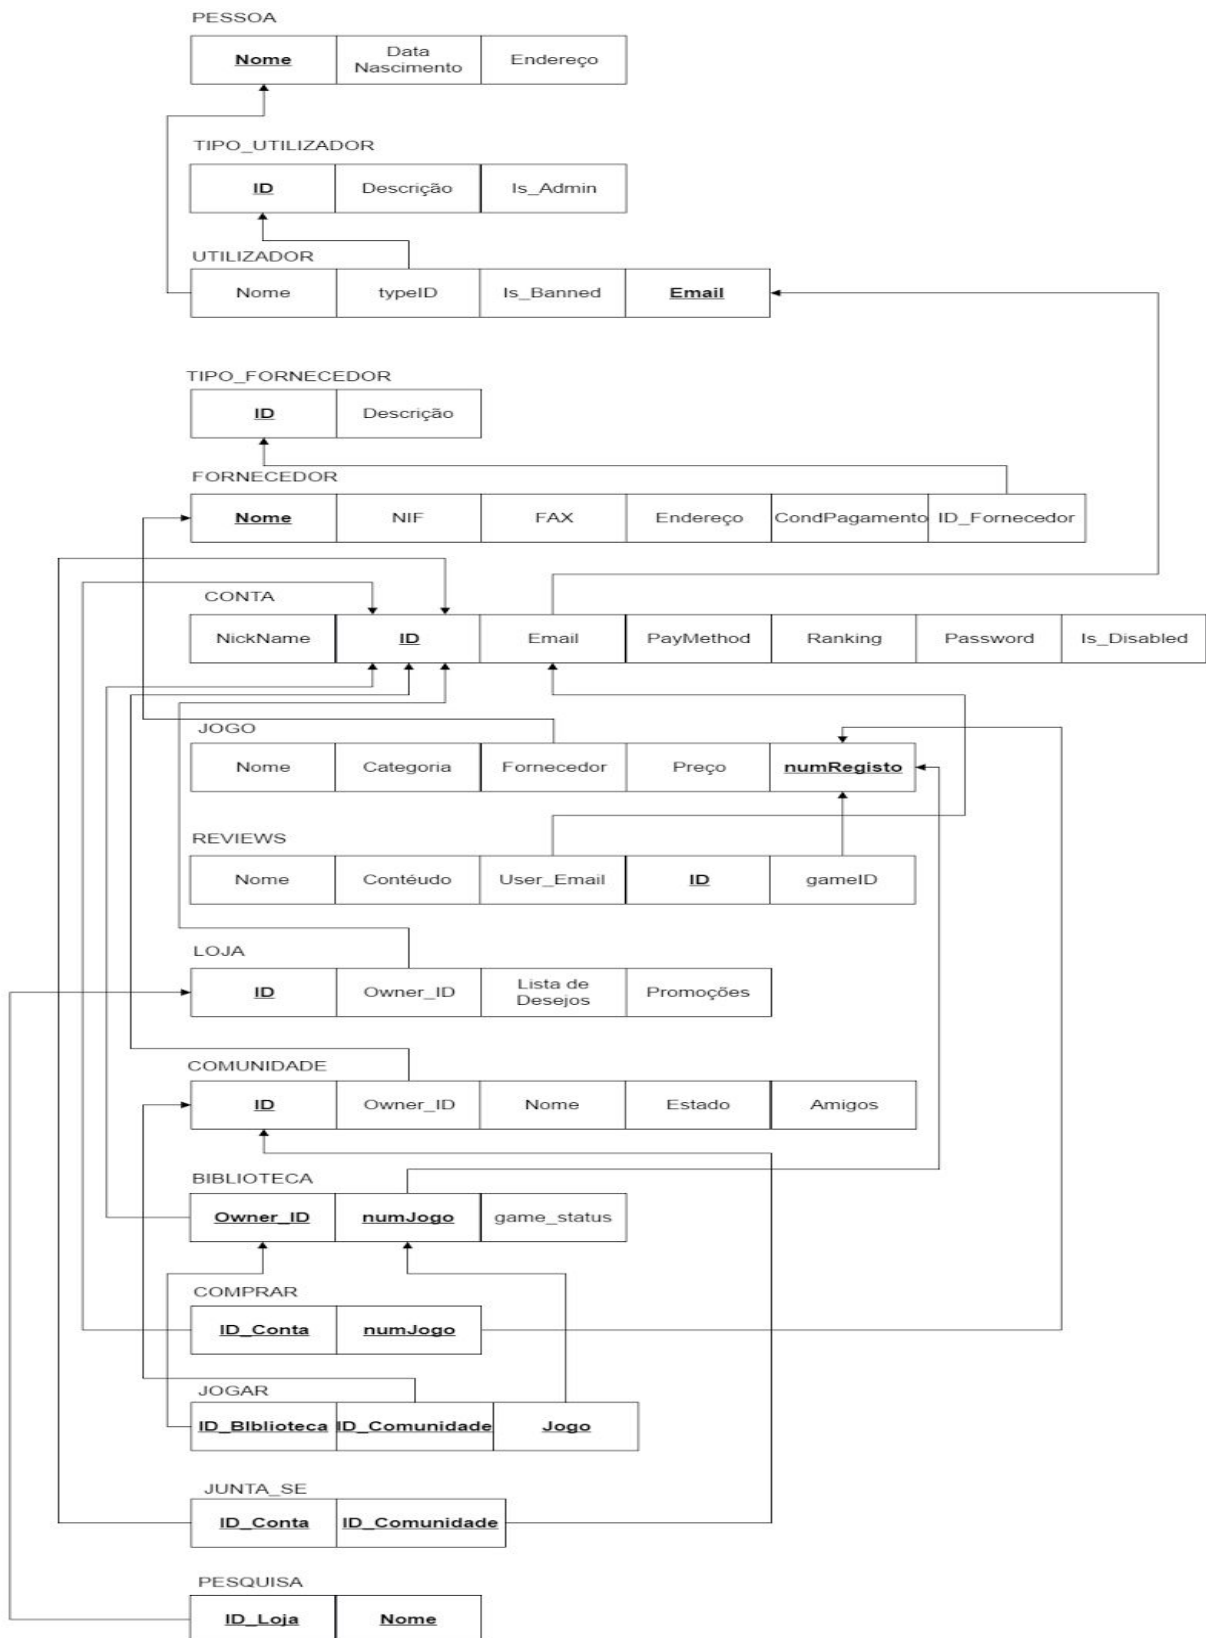 PESSOA
Nome Data Nascimento Endereço
TIPO_UTILIZADOR
ID Descrição Is_Admin
UTILIZADOR
Nome typeID Is_Banned Email
TIPO_FORNECEDOR
ID Descrição
FORNECEDOR
Nome NIF FAX Endereço CondPagamento ID_Fornecedor
CONTA
NickName ID Email PayMethod Ranking Password Is_Disabled
JOGO
Nome Categoria Fornecedor Preço numRegisto
REVIEWS
Nome Contéudo User_Email ID gameID
LOJA
ID Owner_ID Lista de Desejos Promoções
COMUNIDADE
ID Owner_ID Nome Estado Amigos
BIBLIOTECA
Owner_ID numJogo game_status
COMPRAR
ID_Conta numJogo
JOGAR
ID_BIblioteca ID_Comunidade Jogo
JUNTA_SE
ID_Conta ID_Comunidade
PESQUISA
ID_Loja Nome